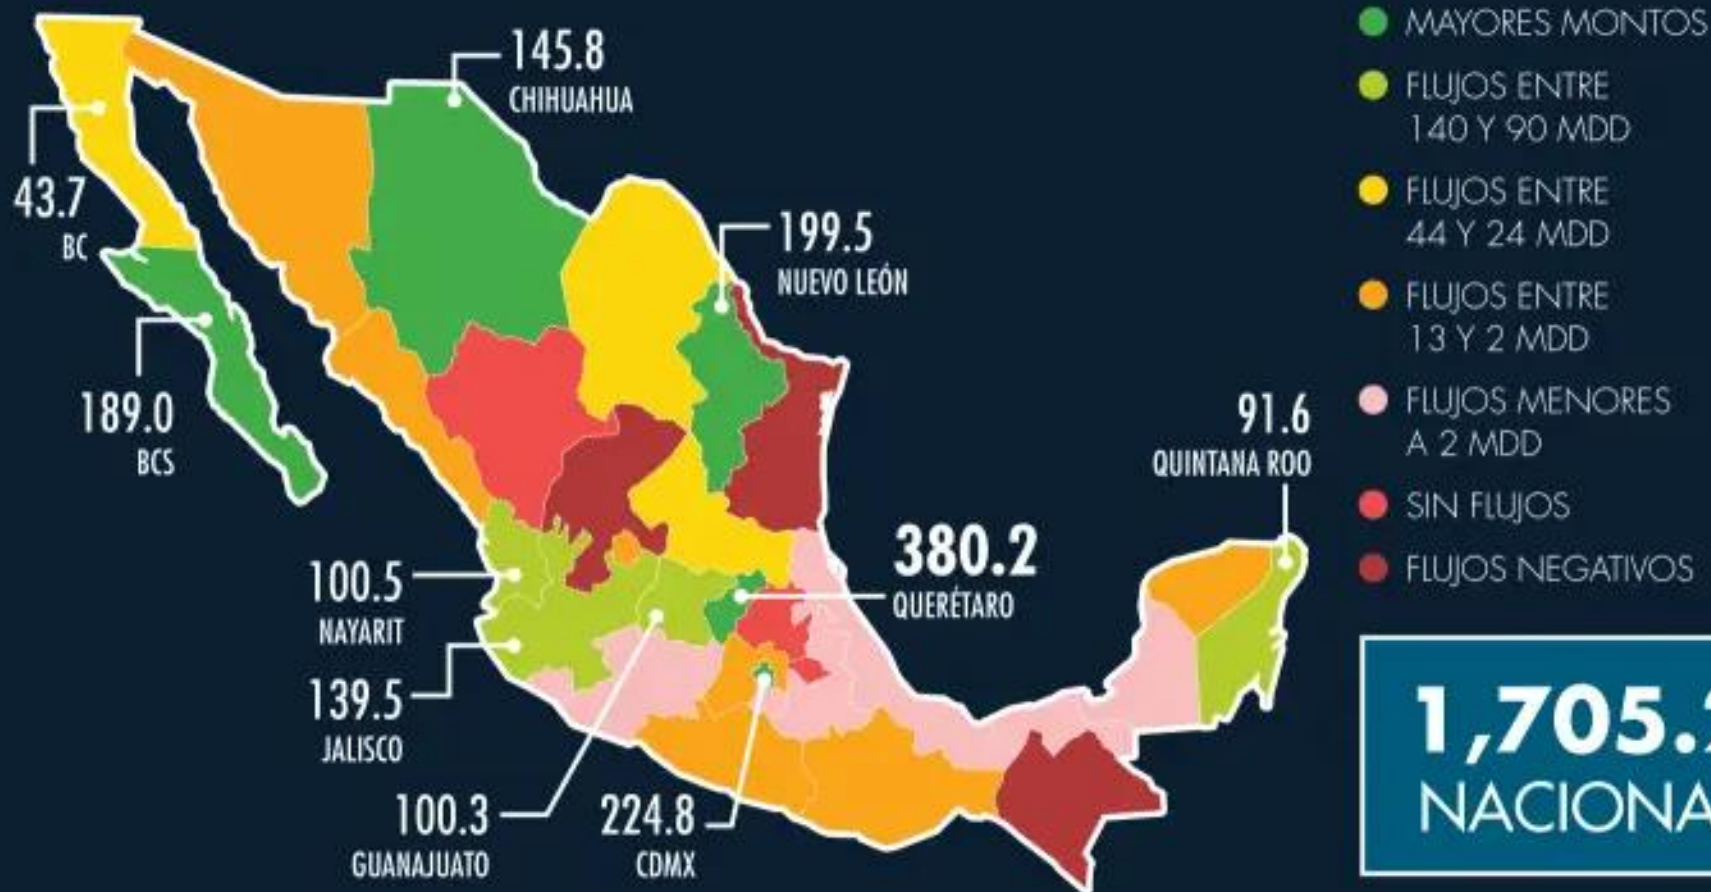 145.8
CHIHUAHUA
43.7
BC
199.5
NUEVO LEÓN
189.0
BCS
91.6
QUINTANA ROO
380.2
QUERÉTARO
100.5
NAYARIT
139.5
JALISCO
100.3
GUANAJUATO
224.8
CDMX
MAYORES MONTOS
FLUJOS ENTRE
140 Y 90 MDD
FLUJOS ENTRE
44 Y 24 MDD
FLUJOS ENTRE
13 Y 2 MDD
FLUJOS MENORES
A 2 MDD
SIN FLUJOS
FLUJOS NEGATIVOS
1,705.
NACIONA